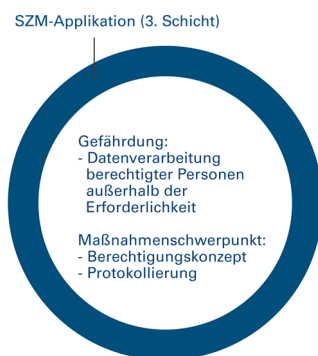 SZM-Applikation (3. Schicht)
Gefährdung:
- Datenverarbeitung
berechtigter Personen
außerhalb der
Erforderlichkeit
Maßnahmenschwerpunkt:
- Berechtigungskonzept
- Protokollierung